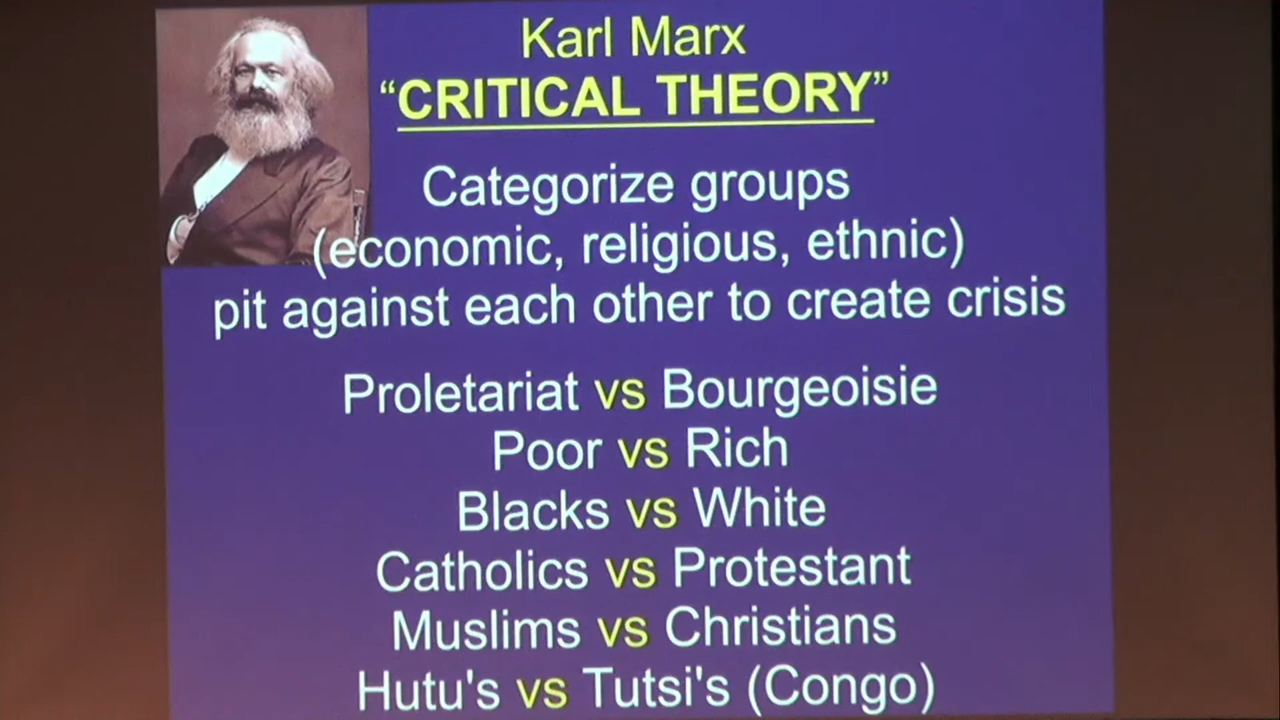 Karl Marx
“CRITICAL THEORY”
Categorize groups
(economic, religious, ethnic)
pit against each other to create crisis
Proletariat vs Bourgeoisie
Poor vs Rich
Blacks vs White
Catholics vs Protestant
Muslims vs Christians
Hutu's vs Tutsi's (Congo)